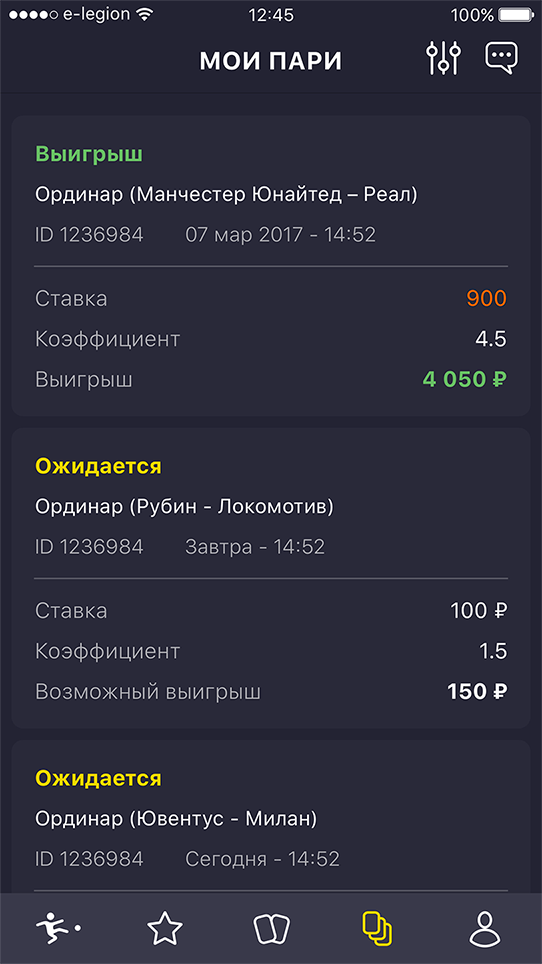 e-legion 12:45 100%
МОИ ПАРИ
Выигрыш
Ординар (Манчестер Юнайтед – Реал)
ID 1236984 07 мар 2017 - 14:52
Ставка 900
Коэффициент 4.5
Выигрыш 4 050 ₽
Ожидается
Ординар (Рубин - Локомотив)
ID 1236984 Завтра - 14:52
Ставка 100 ₽
Коэффициент 1.5
Возможный выигрыш 150 ₽
Ожидается
Ординар (Ювентус - Милан)
ID 1236984 Сегодня - 14:52